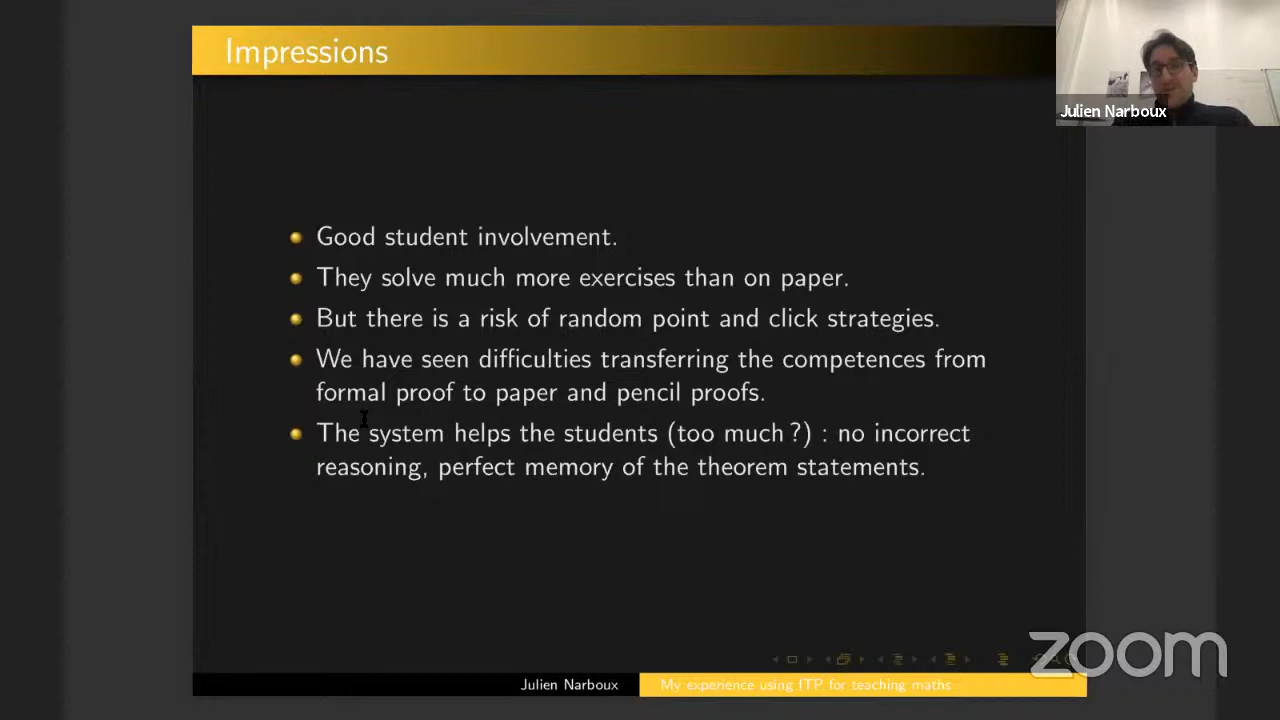 Impressions
Julien Narboux
Good student involvement.
They solve much more exercises than on paper.
But there is a risk of random point and click strategies.
We have seen difficulties transferring the competences from
formal proof to paper and pencil proofs.
The system helps the students (too much ?) : no incorrect
reasoning, perfect memory of the theorem statements.
zoom
Julien Narboux
My experience using ITP for teaching maths